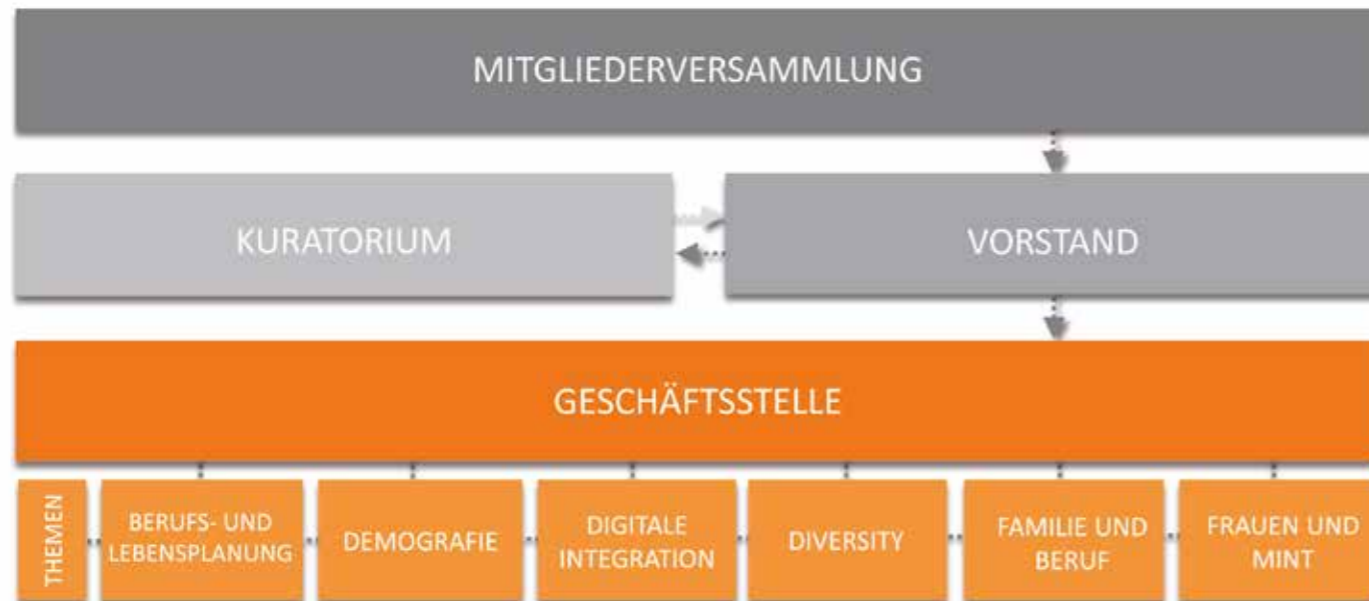 MITGLIEDERVERSAMMLUNG
KURATORIUM
VORSTAND
GESCHÄFTSSTELLE
THEMEN
BERUFS- UND
LEBENSPLANUNG
DEMOGRAFIE
DIGITALE
INTEGRATION
DIVERSITY
FAMILIE UND
BERUF
FRAUEN UND
MINT